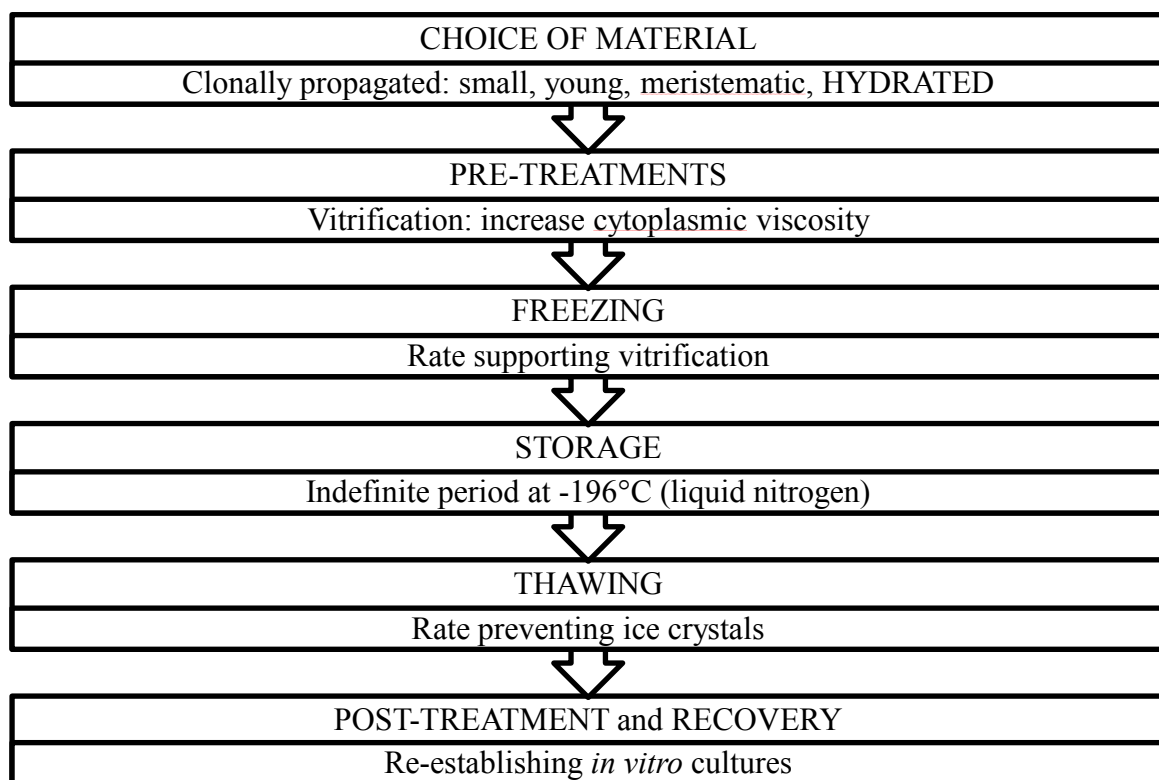 CHOICE OF MATERIAL
Clonally propagated: small, young, meristematic, HYDRATED
PRE-TREATMENTS
Vitrification: increase cytoplasmic viscosity
FREEZING
Rate supporting vitrification
STORAGE
Indefinite period at -196°C (liquid nitrogen)
THAWING
Rate preventing ice crystals
POST-TREATMENT and RECOVERY
Re-establishing in vitro cultures